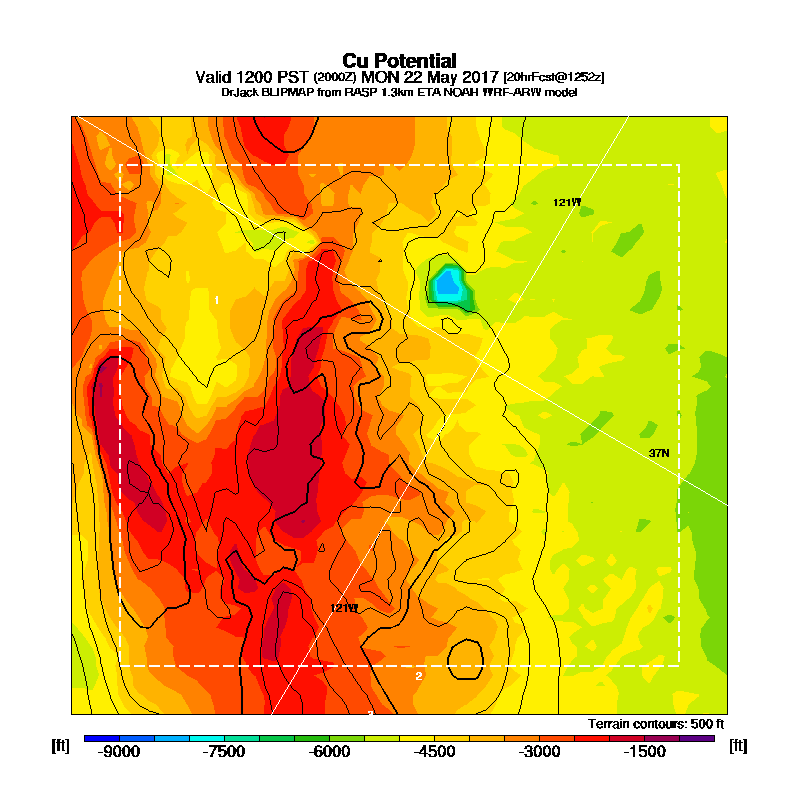 Cu Potential
Valid 1200 PST (2000Z) MON 22 May 2017 [20hrFcst@1252z]
DrJack BLIPMAP from RASP 1.3km ETA NOAH WRF-ARW model
121W
1
37N
121W
2
Terrain contours: 500 ft
[ft] -9000 -7500 -6000 -4500 -3000 -1500 [ft]